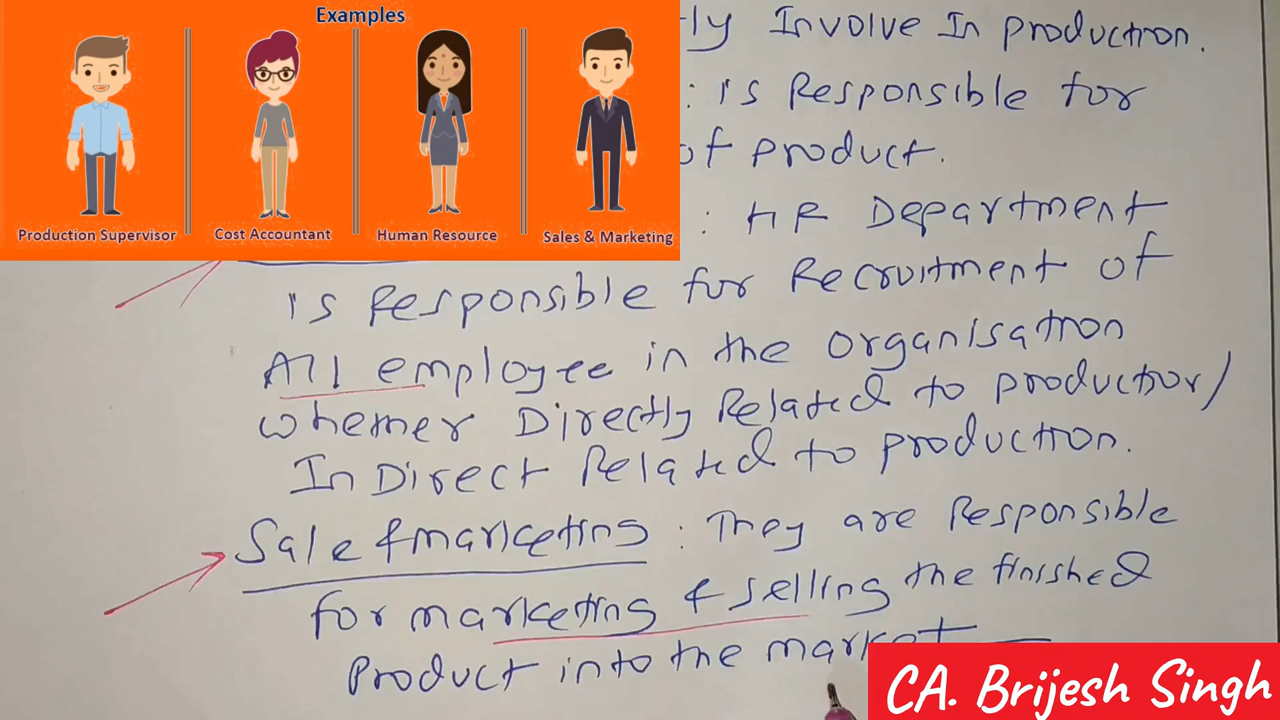 Examples
Production Supervisor
Cost Accountant
Human Resource
Sales & Marketing
ly Involve In production.
: is Responsible for
of product.
: HR Department
is Responsible for Recruitment of
All employee in the organisation
whether Directly Related to production/
InDirect Related to production.
Sale & marketing : They are Responsible
for marketing & selling the finished
Product into the market
CA. Brijesh Singh